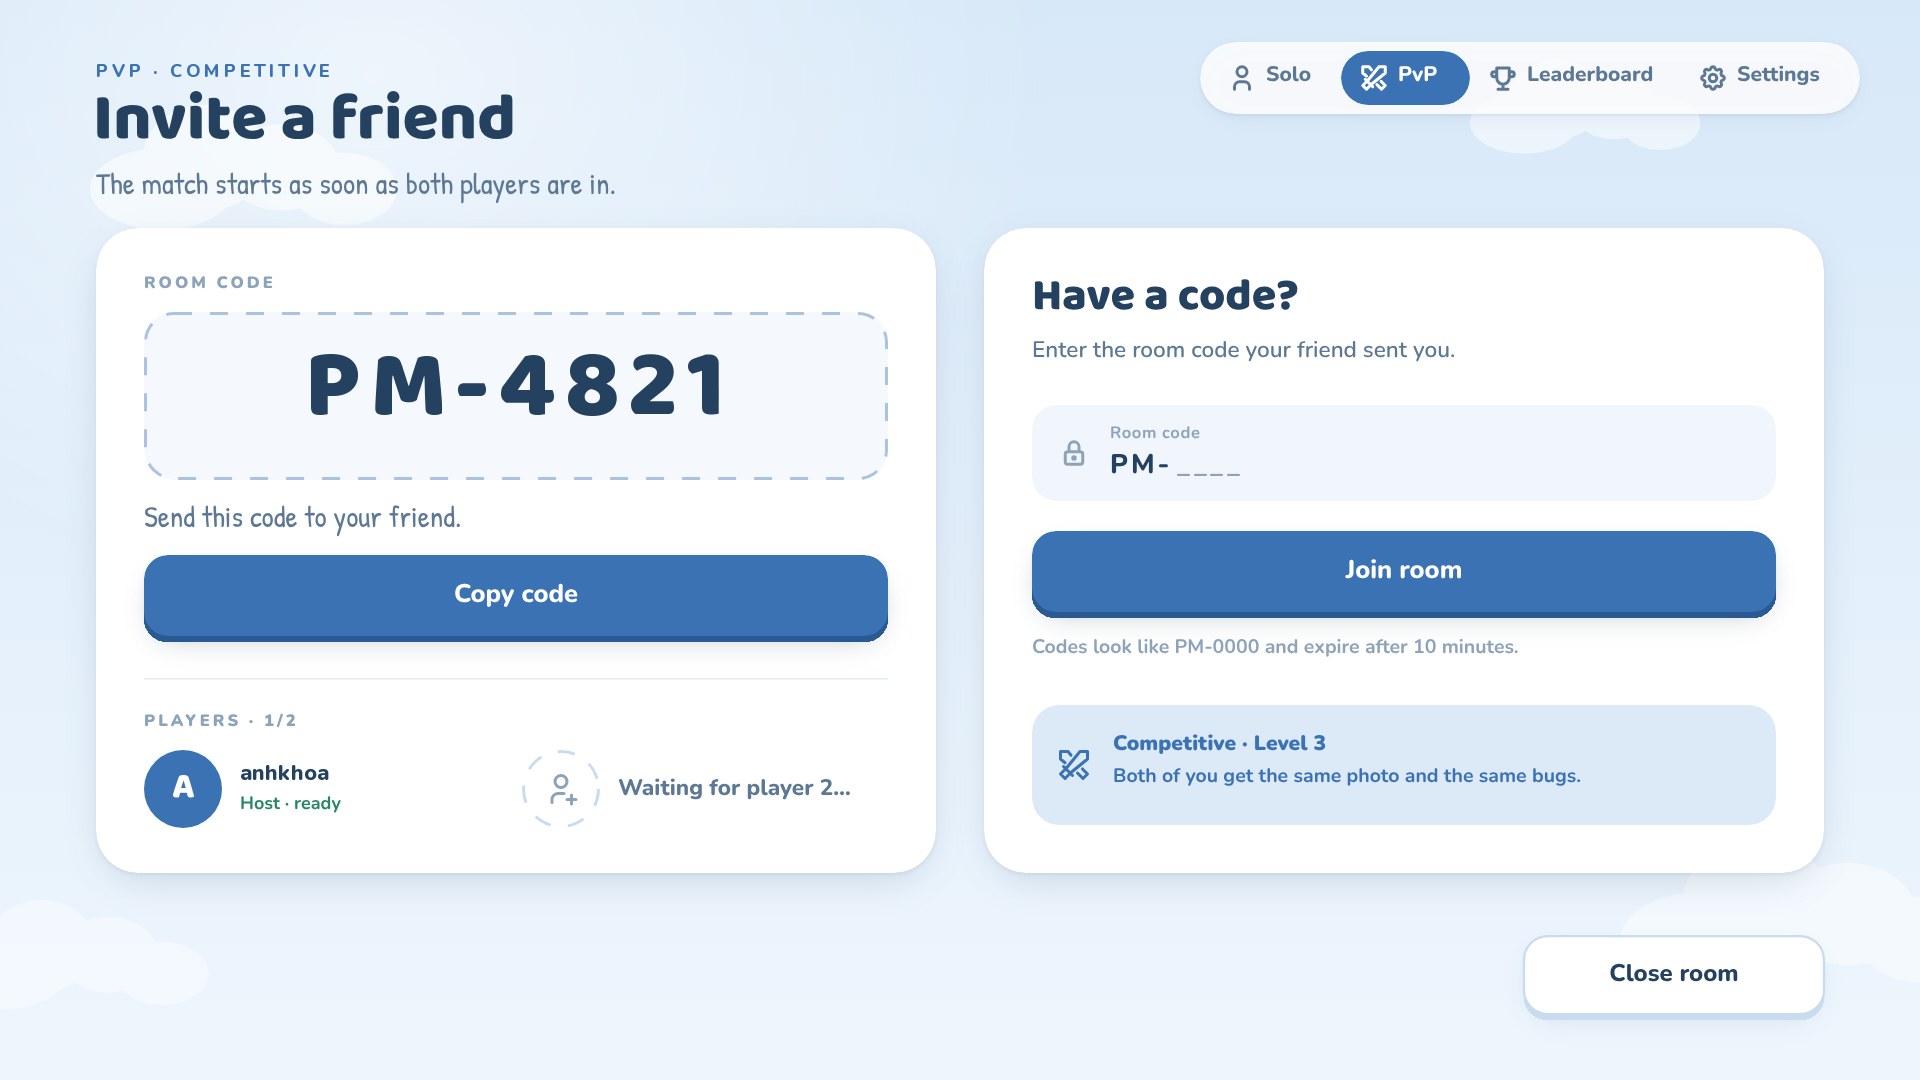 PVP · COMPETITIVE
Invite a friend
The match starts as soon as both players are in.
Solo
PvP
Leaderboard
Settings
ROOM CODE
PM-4821
Send this code to your friend.
Copy code
PLAYERS · 1/2
A
anhkhoa
Host · ready
Waiting for player 2...
Have a code?
Enter the room code your friend sent you.
Room code
PM- _ _ _ _
Join room
Codes look like PM-0000 and expire after 10 minutes.
Competitive · Level 3
Both of you get the same photo and the same bugs.
Close room